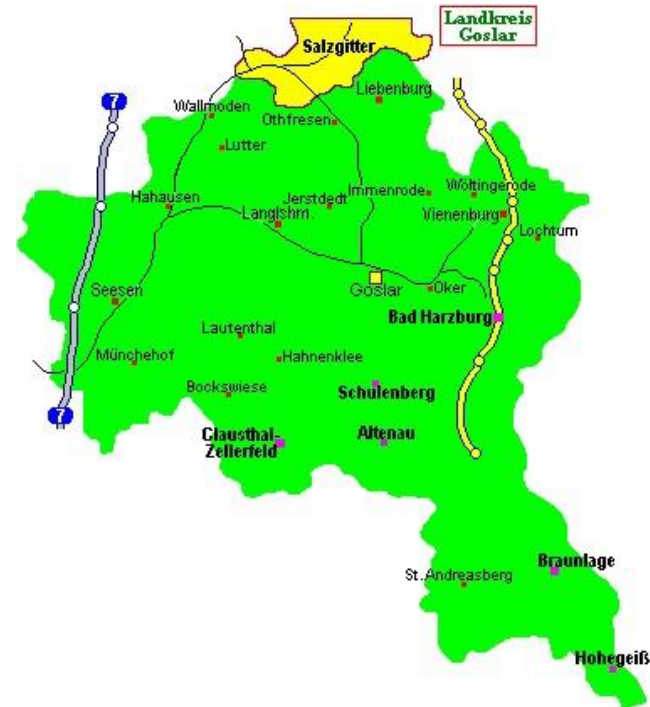 Landkreis
Goslar
Salzgitter
Liebenburg
7
Wallmoden
Othfresen
Lutter
Immenrode
Wöltingerode
Hahausen
Jerstdedt
Langishm.
Vienenburg
Lochtum
Seesen
Goslar
Oker
Bad Harzburg
Lautenthal
Münchehof
Hahnenklee
Bockswiese
Schulenberg
7
Clausthal-
Zellerfeld
Altenau
Braunlage
St. Andreasberg
Hohegeiß